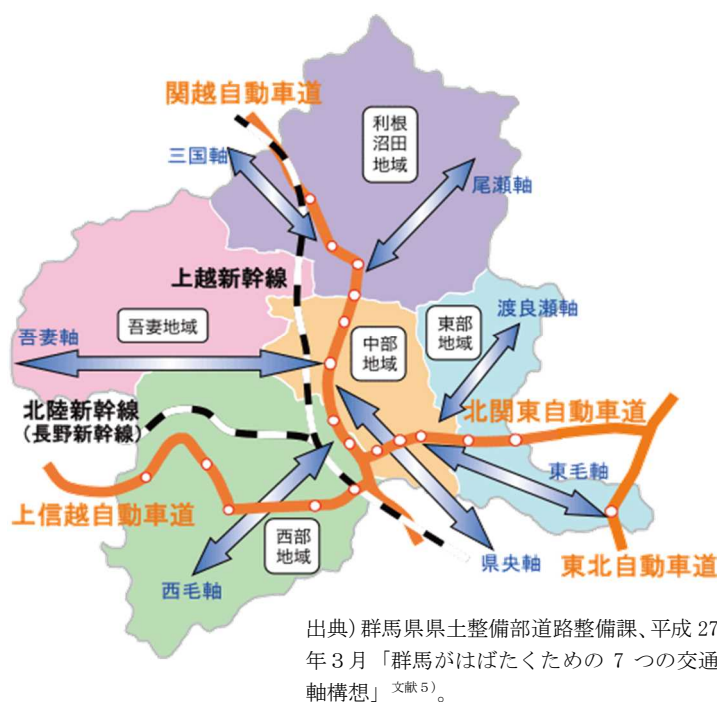 関越自動車道
利根
沼田
地域
三国軸
尾瀬軸
上越新幹線
渡良瀬軸
東部
地域
吾妻地域
吾妻軸
中部
地域
北陸新幹線
(長野新幹線)
北関東自動車道
東毛軸
上信越自動車道
西部
地域
県央軸
東北自動車道
西毛軸
出典)群馬県県土整備部道路整備課、平成 27
年3月「群馬がはばたくための 7 つの交通
軸構想」文献5)。